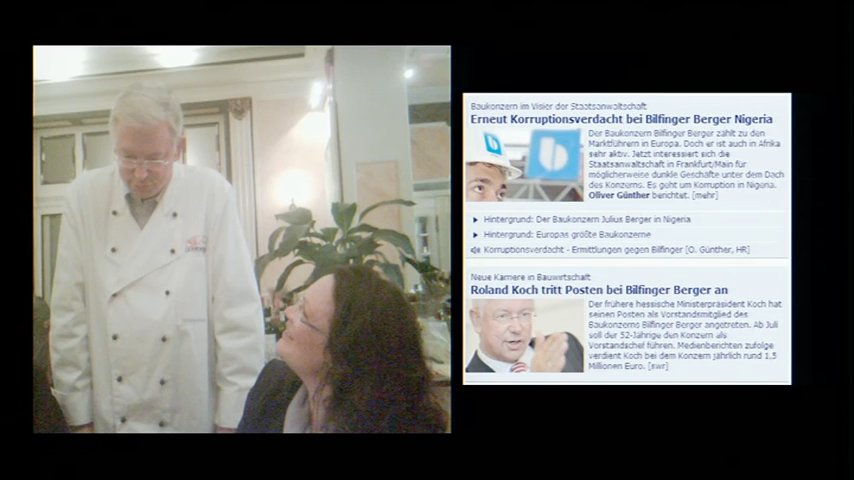 Baukonzern im Visier der Staatsanwaltschaft
Erneut Korruptionsverdacht bei Bilfinger Berger Nigeria
Der Baukonzern Bilfinger Berger zählt zu den
Marktführern in Europa. Doch er ist auch in Afrika
sehr aktiv. Jetzt interessiert sich die
Staatsanwaltschaft in Frankfurt/Main für
möglicherweise dunkle Geschäfte unter dem Dach
des Konzerns. Es geht um Korruption in Nigeria.
Oliver Günther berichtet. [mehr]
Hintergrund: Der Baukonzern Julius Berger in Nigeria
Hintergrund: Europas größte Baukonzerne
Korruptionsverdacht - Ermittlungen gegen Bilfinger [O. Günther, HR]
Neue Karriere in Bauwirtschaft
Roland Koch tritt Posten bei Bilfinger Berger an
Der frühere hessische Ministerpräsident Koch hat
seinen Posten als Vorstandsmitglied des
Baukonzerns Bilfinger Berger angetreten. Ab Juli
soll der 52-Jährige den Konzern als
Vorstandschef führen. Medienberichten zufolge
verdient Koch bei dem Konzern jährlich rund 1,5
Millionen Euro. [swr]